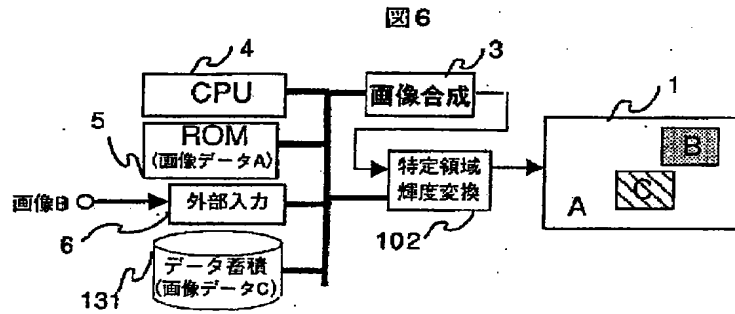 図6
4
CPU
3
画像合成
1
5
ROM
(画像データA)
特定領域
輝度変換
102
A
B
C
画像B
外部入力
6
データ蓄積
(画像データC)
131